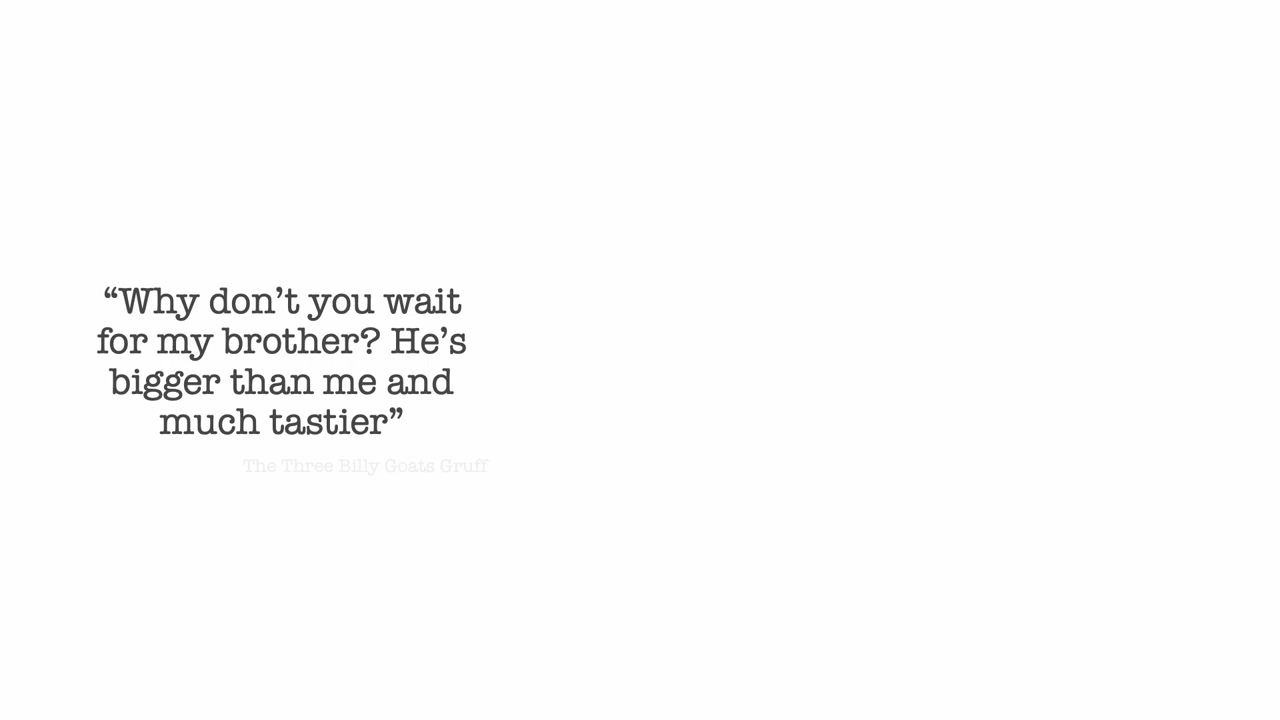 “Why don’t you wait
for my brother? He’s
bigger than me and
much tastier”
The Three Billy Goats Gruff